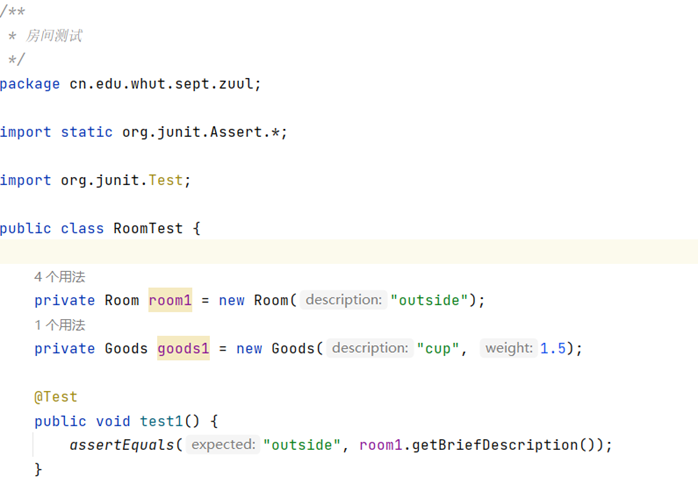 /**
* 房间测试
*/
package cn.edu.whut.sept.zuul;
import static org.junit.Assert.*;
import org.junit.Test;
public class RoomTest {
4 个用法
private Room room1 = new Room( description: "outside");
1 个用法
private Goods goods1 = new Goods( description: "cup", weight: 1.5);
@Test
public void test1() {
assertEquals( expected: "outside", room1.getBriefDescription());
}